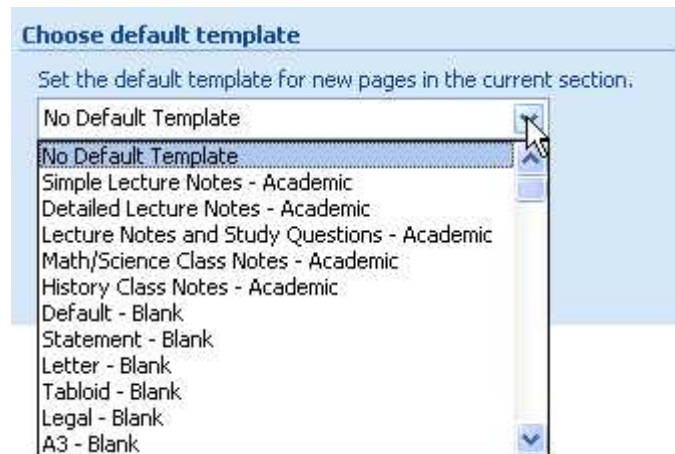 Choose default template
Set the default template for new pages in the current section.
No Default Template
No Default Template
Simple Lecture Notes - Academic
Detailed Lecture Notes - Academic
Lecture Notes and Study Questions - Academic
Math/Science Class Notes - Academic
History Class Notes - Academic
Default - Blank
Statement - Blank
Letter - Blank
Tabloid - Blank
Legal - Blank
A3 - Blank